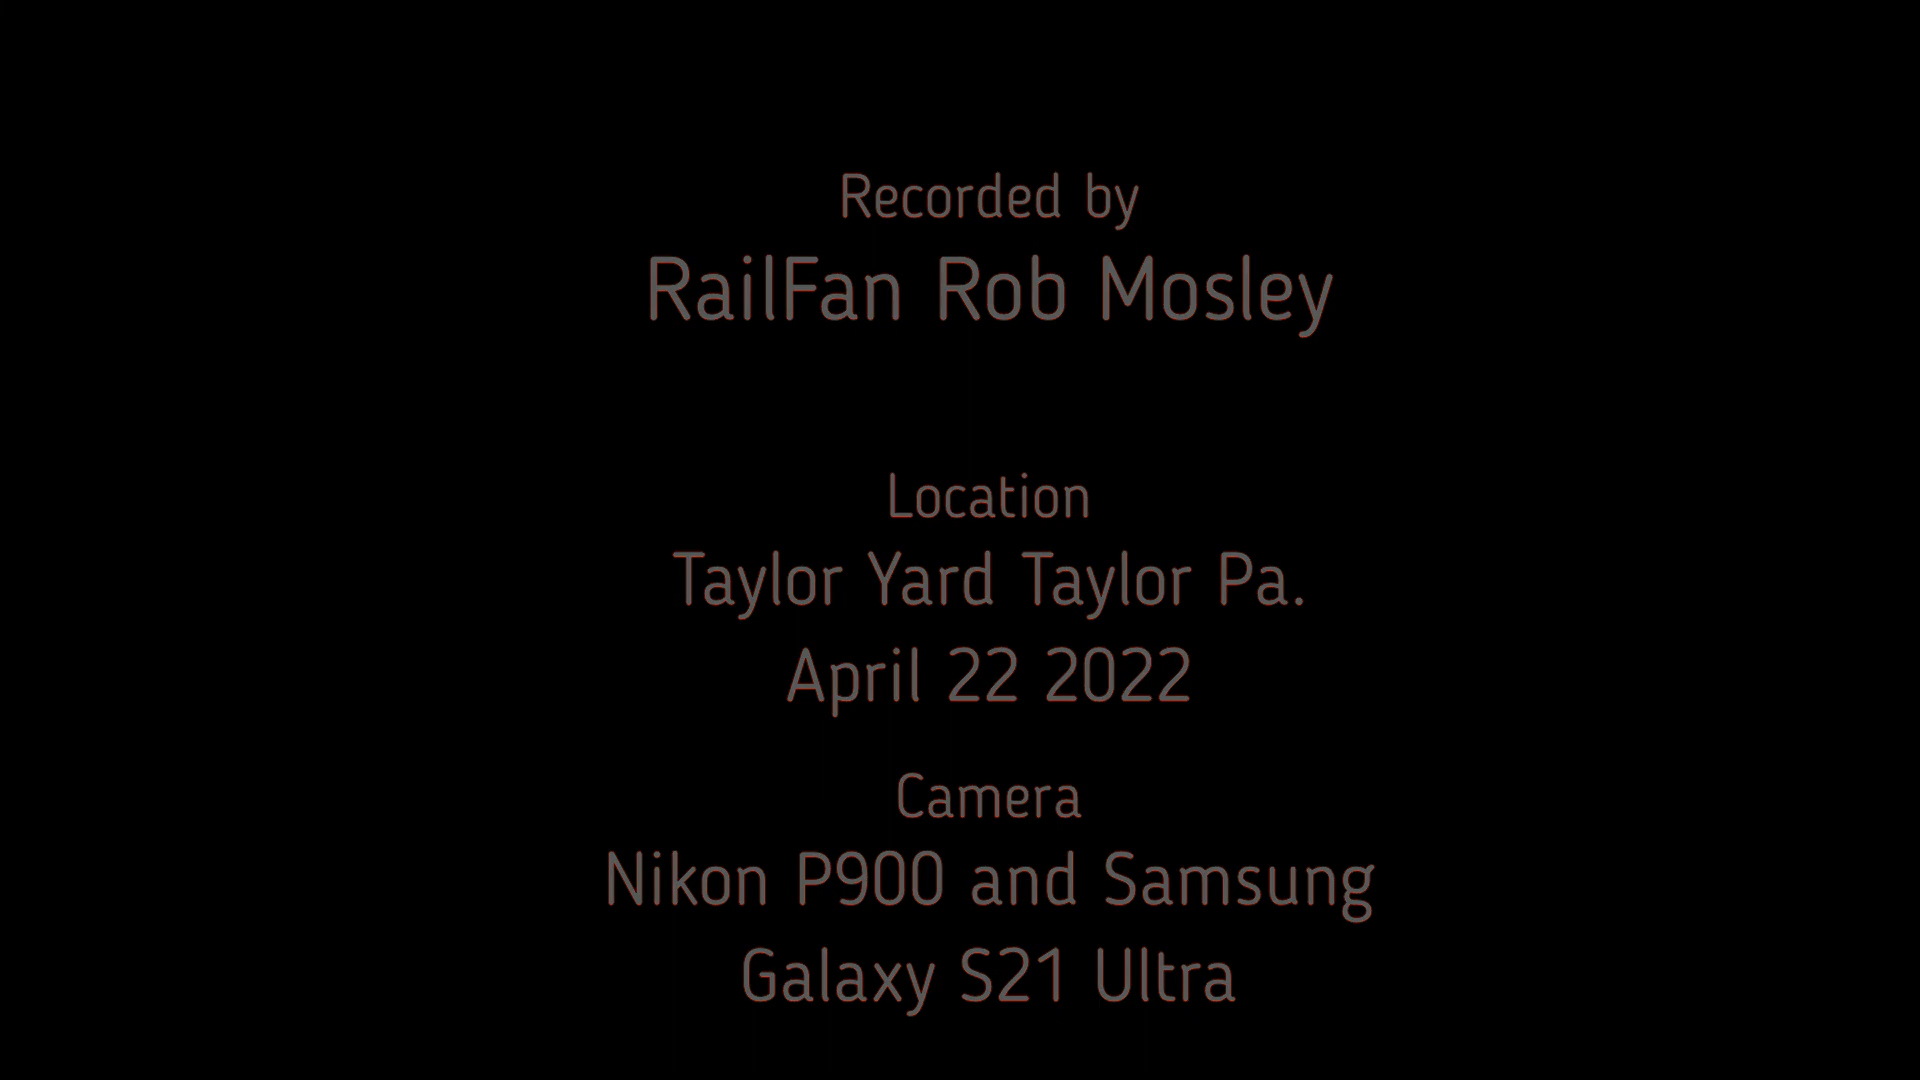 Recorded by
RailFan Rob Mosley
Location
Taylor Yard Taylor Pa.
April 22 2022
Camera
Nikon P900 and Samsung
Galaxy S21 Ultra